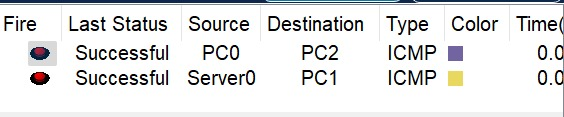 Fire Last Status Source Destination Type Color Time(
Successful PC0 PC2 ICMP 0.0
Successful Server0 PC1 ICMP 0.0